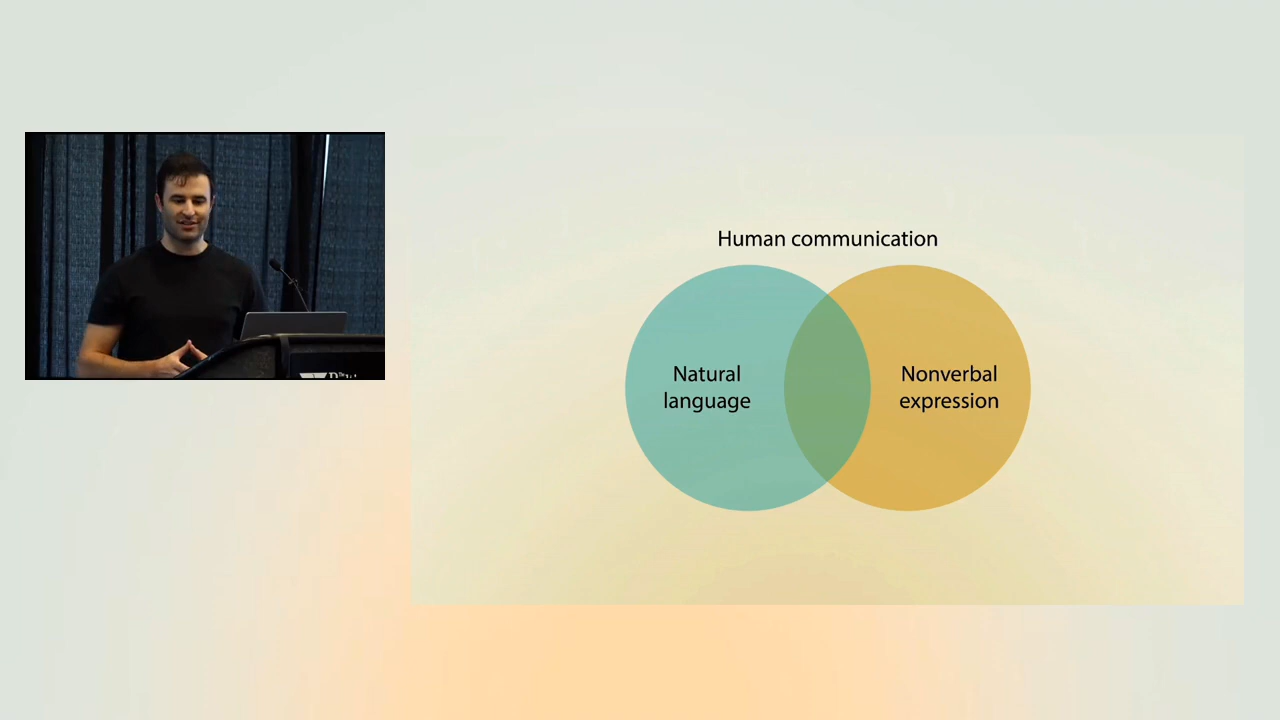 Human communication
Natural
language
Nonverbal
expression